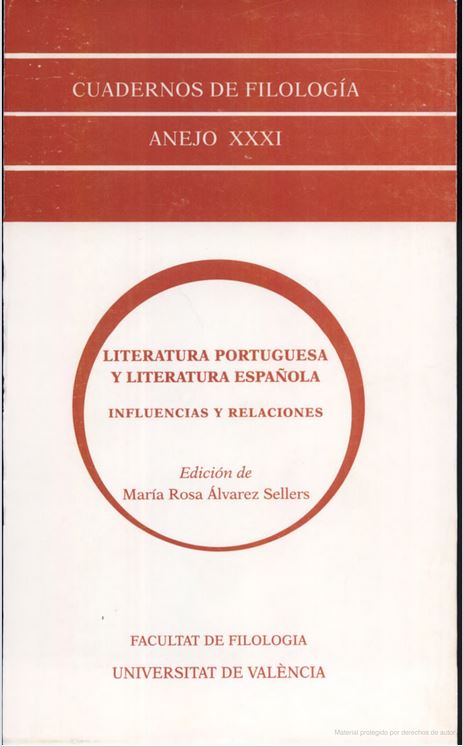 CUADERNOS DE FILOLOGÍA
ANEJO XXXI
LITERATURA PORTUGUESA
Y LITERATURA ESPAÑOLA
INFLUENCIAS Y RELACIONES
Edición de
María Rosa Álvarez Sellers
FACULTAT DE FILOLOGIA
UNIVERSITAT DE VALÈNCIA
Material protegido por derechos de autor